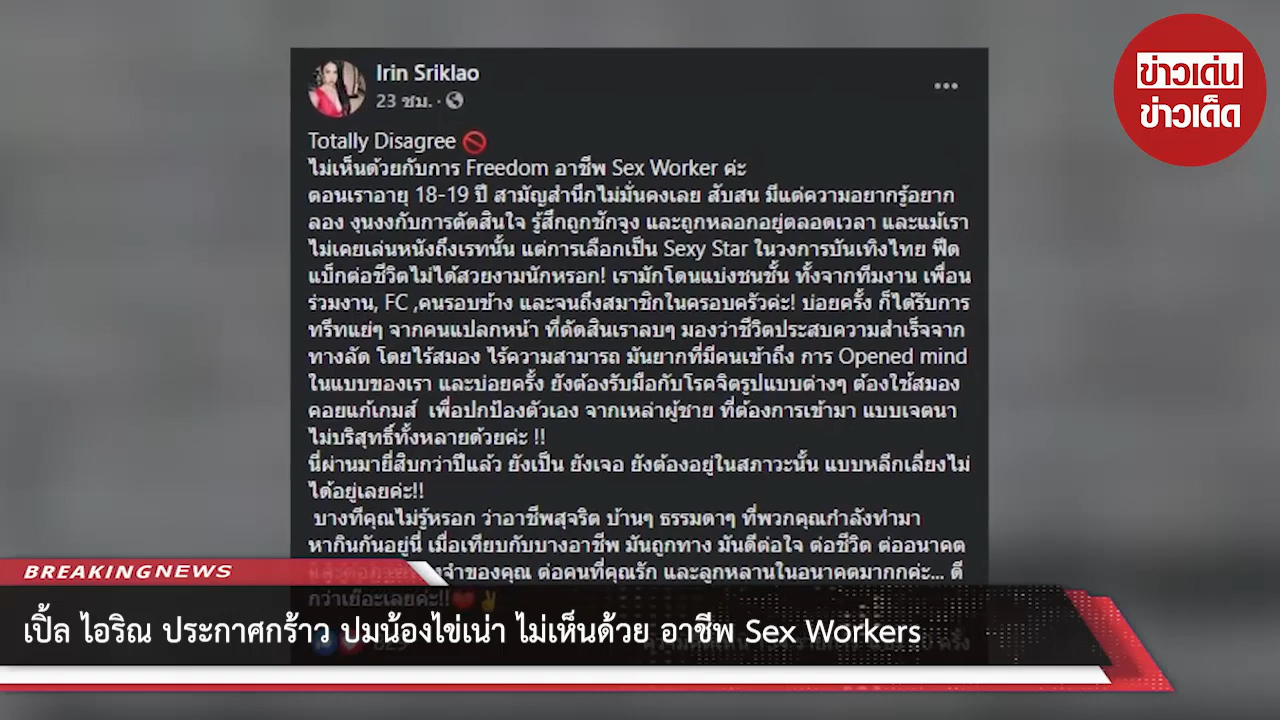 ข่าวเด่น
ข่าวเด็ด
Irin Sriklao
23 ชม. ·
Totally Disagree 🚫
ไม่เห็นด้วยกับการ Freedom อาชีพ Sex Worker ค่ะ
ตอนเราอายุ 18-19 ปี สามัญสำนึกไม่มั่นคงเลย สับสน มีแต่ความอยากรู้อยาก
ลอง งุนงงกับการตัดสินใจ รู้สึกถูกชักจูง และถูกหลอกอยู่ตลอดเวลา และแม้เรา
ไม่เคยเล่นหนังถึงเรทนั้น แต่การเลือกเป็น Sexy Star ในวงการบันเทิงไทย ฟีด
แบ็กต่อชีวิตไม่ได้สวยงามนักหรอก! เรามักโดนแบ่งชนชั้น ทั้งจากทีมงาน เพื่อน
ร่วมงาน, FC ,คนรอบข้าง และจนถึงสมาชิกในครอบครัวค่ะ! บ่อยครั้ง ก็ได้รับการ
ทรีทแย่ๆ จากคนแปลกหน้า ที่ตัดสินเราลบๆ มองว่าชีวิตประสบความสำเร็จจาก
ทางลัด โดยไร้สมอง ไร้ความสามารถ มันยากที่มีคนเข้าถึง การ Opened mind
ในแบบของเรา และบ่อยครั้ง ยังต้องรับมือกับโรคจิตรูปแบบต่างๆ ต้องใช้สมอง
คอยแก้เกมส์ เพื่อปกป้องตัวเอง จากเหล่าผู้ชาย ที่ต้องการเข้ามา แบบเจตนา
ไม่บริสุทธิ์ทั้งหลายด้วยค่ะ !!
นี่ผ่านมายี่สิบกว่าปีแล้ว ยังเป็น ยังเจอ ยังต้องอยู่ในสภาวะนั้น แบบหลีกเลี่ยงไม่
ได้อยู่เลยค่ะ!!
บางทีคุณไม่รู้หรอก ว่าอาชีพสุจริต บ้านๆ ธรรมดาๆ ที่พวกคุณกำลังทำมา
หากินกันอยู่นี่ เมื่อเทียบกับบางอาชีพ มันถูกทาง มันดีต่อใจ ต่อชีวิต ต่ออนาคต
จำของคุณ ต่อคนที่คุณรัก และลูกหลานในอนาคตมากกค่ะ... ดี
กว่าเยอะเลยค่ะ!!❤️✌️
BREAKINGNEWS
เปิ้ล ไอริณ ประกาศกร้าว ปมน้องไข่เน่า ไม่เห็นด้วย อาชีพ Sex Workers